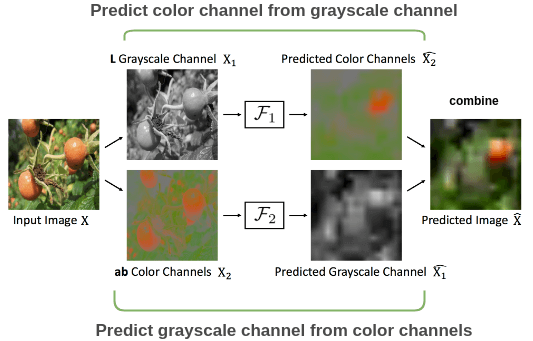 Predict color channel from grayscale channel
L Grayscale Channel X₁
Predicted Color Channels X̂₂
ℱ₁
combine
Input Image X
Predicted Image X̂
ℱ₂
ab Color Channels X₂
Predicted Grayscale Channel X̂₁
Predict grayscale channel from color channels